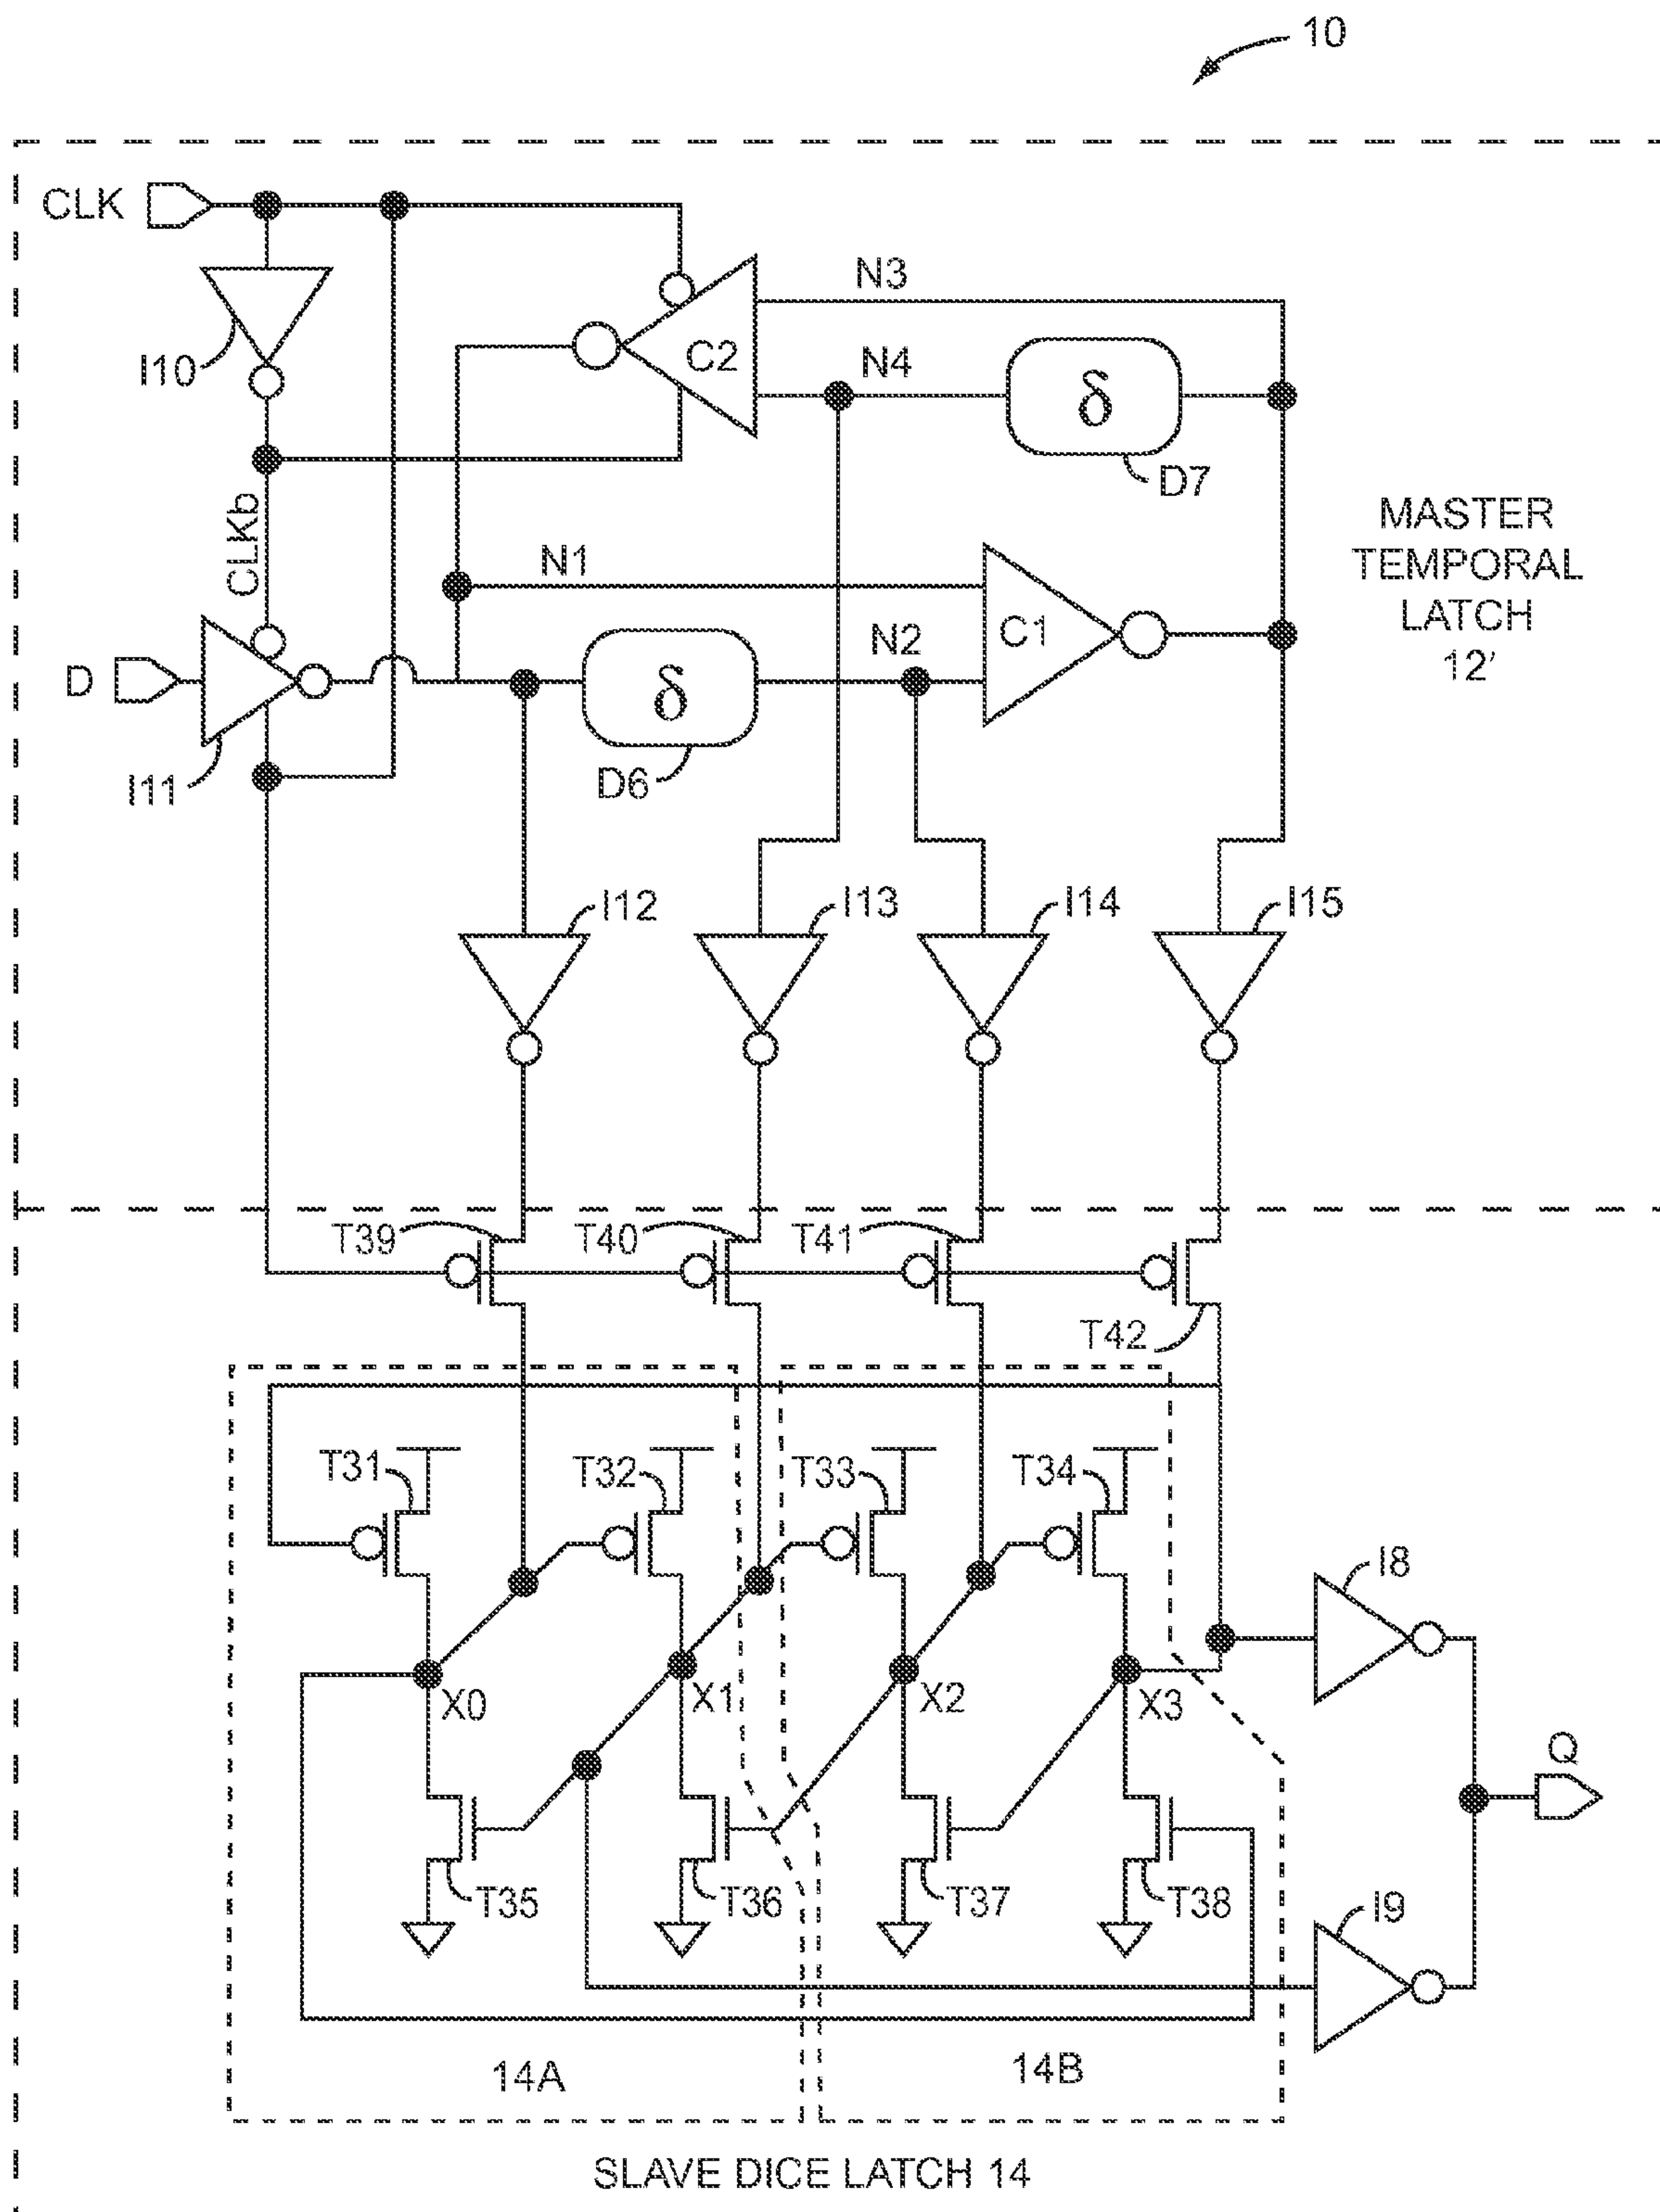 10
CLK
N3
I10
C2
N4
δ
D7
CLKb
MASTER
TEMPORAL
LATCH
12'
N1
C1
N2
D
δ
I11
D6
I12
I13
I14
I15
T39
T40
T41
T42
T31
T32
T33
T34
I8
X0
X1
X2
X3
Q
T35
T36
T37
T38
I9
14A
14B
SLAVE DICE LATCH 14